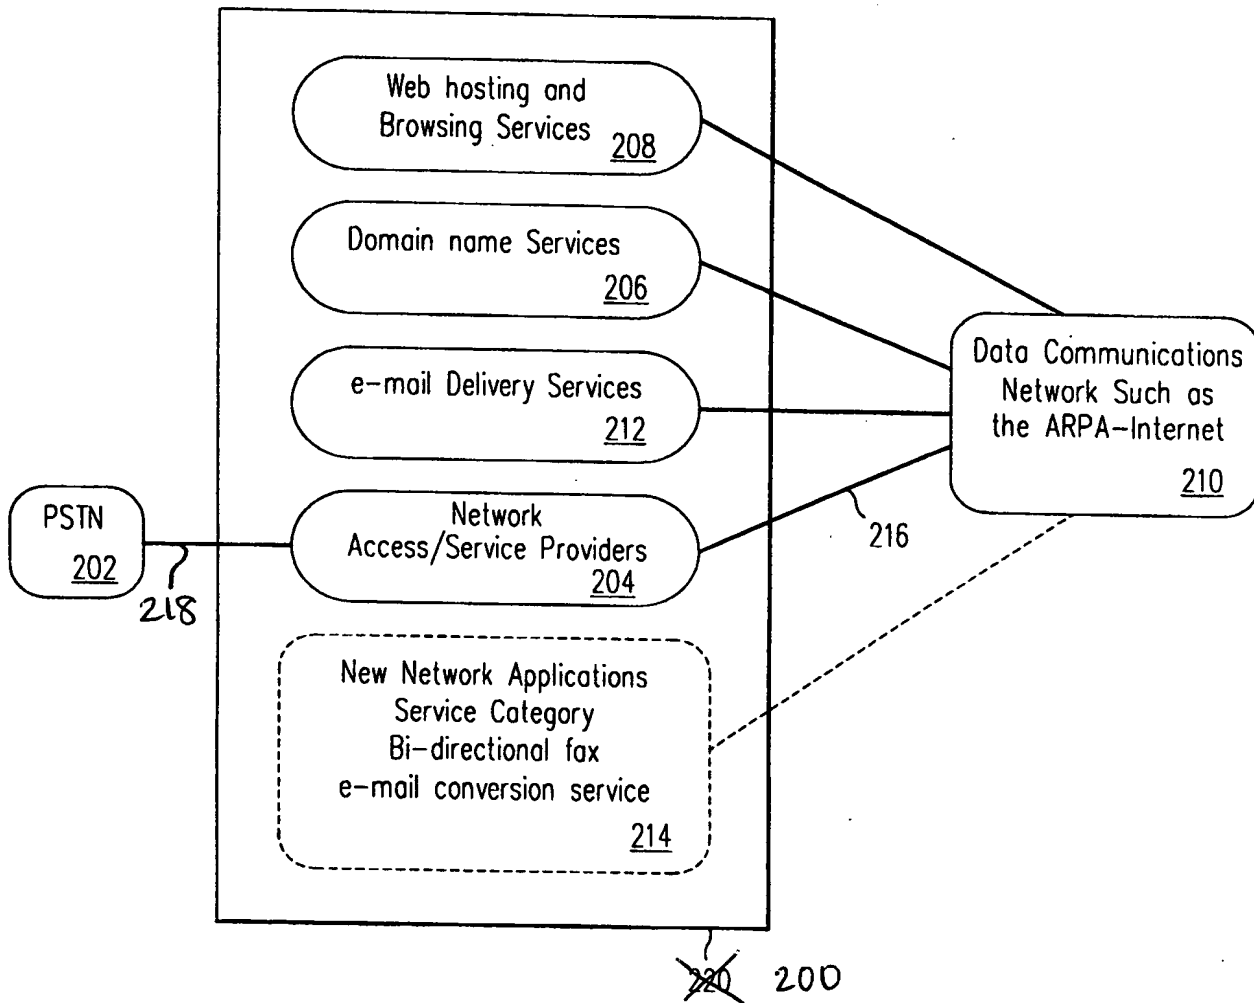 Web hosting and
Browsing Services
208
Domain name Services
206
e-mail Delivery Services
212
Network
Access/Service Providers
204
New Network Applications
Service Category
Bi-directional fax
e-mail conversion service
214
PSTN
202
218
Data Communications
Network Such as
the ARPA-Internet
210
216
220 200